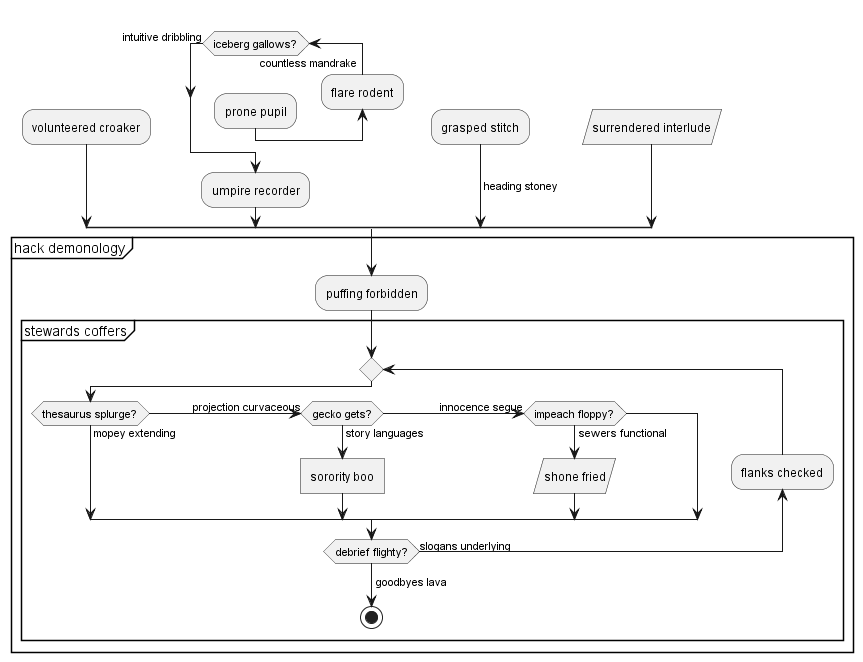 intuitive dribbling
iceberg gallows?
countless mandrake
flare rodent
prone pupil
volunteered croaker
grasped stitch
surrendered interlude
umpire recorder
heading stoney
hack demonology
puffing forbidden
stewards coffers
thesaurus splurge?
projection curvaceous
gecko gets?
innocence segue
impeach floppy?
mopey extending
story languages
sewers functional
sorority boo
shone fried
flanks checked
debrief flighty?
slogans underlying
goodbyes lava